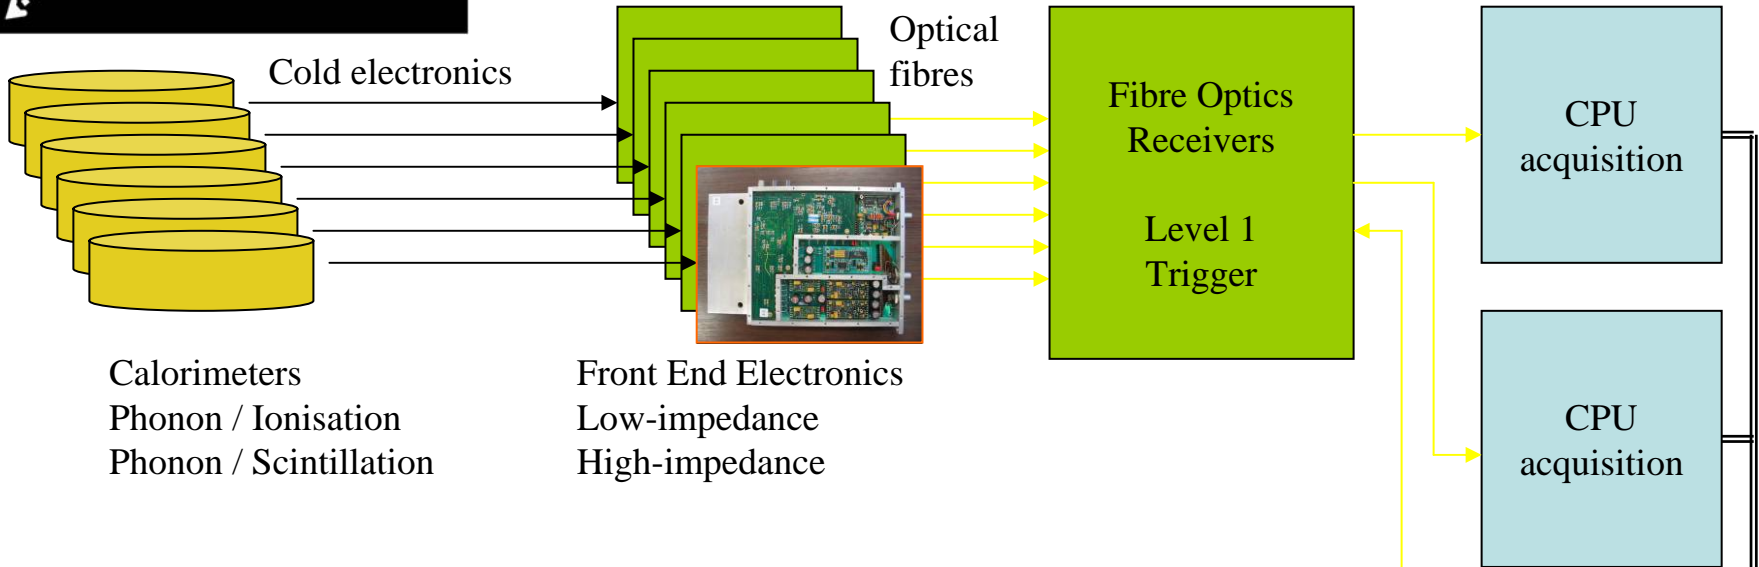 Cold electronics
Optical
fibres
Fibre Optics
Receivers
Level 1
Trigger
CPU
acquisition
CPU
acquisition
Calorimeters
Phonon / Ionisation
Phonon / Scintillation
Front End Electronics
Low-impedance
High-impedance